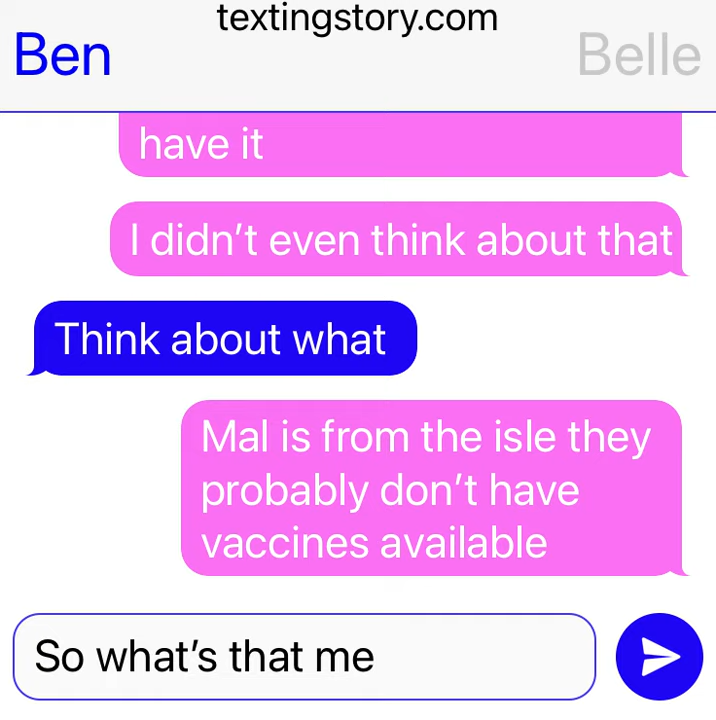 textingstory.com
Ben
Belle
have it
I didn’t even think about that
Think about what
Mal is from the isle they
probably don’t have
vaccines available
So what’s that me